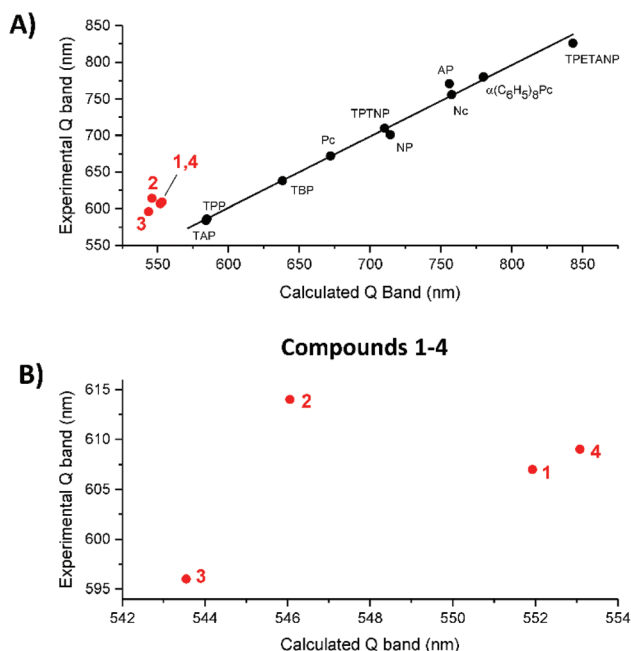 A)
Experimental Q band (nm)
850
800
750
700
650
600
550
550
600
650
700
750
800
850
Calculated Q Band (nm)
1,4
2
3
TPP
TAP
TBP
Pc
TPTNP
NP
AP
Nc
α(C₆H₅)₈Pc
TPETANP
Compounds 1-4
B)
Experimental Q band (nm)
615
610
605
600
595
542
544
546
548
550
552
554
Calculated Q band (nm)
2
4
1
3